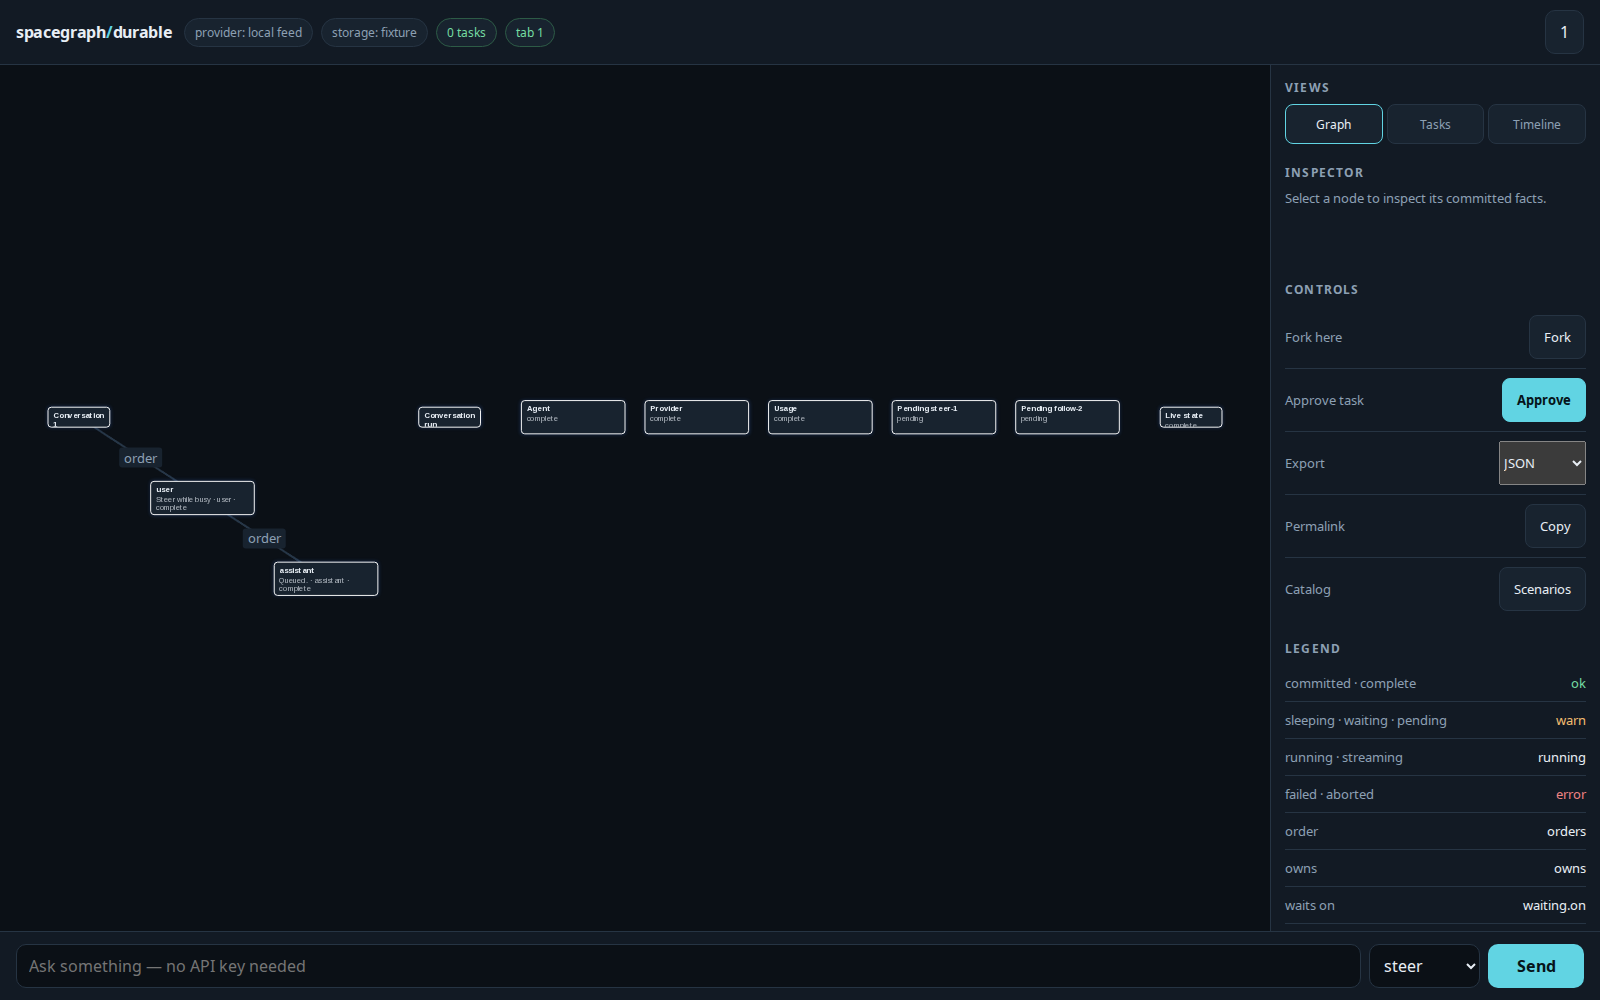 spacegraph/durable
provider: local feed
storage: fixture
0 tasks
tab 1
1
Conversation
1
order
user
Steer while busy · user ·
complete
order
assistant
Queued. · assistant ·
complete
Conversation
run
Agent
complete
Provider
complete
Usage
complete
Pending steer-1
pending
Pending follow-2
pending
Live state
complete
VIEWS
Graph
Tasks
Timeline
INSPECTOR
Select a node to inspect its committed facts.
CONTROLS
Fork here
Fork
Approve task
Approve
Export
JSON
Permalink
Copy
Catalog
Scenarios
LEGEND
committed · complete
ok
sleeping · waiting · pending
warn
running · streaming
running
failed · aborted
error
order
orders
owns
owns
waits on
waiting.on
Ask something — no API key needed
steer
Send